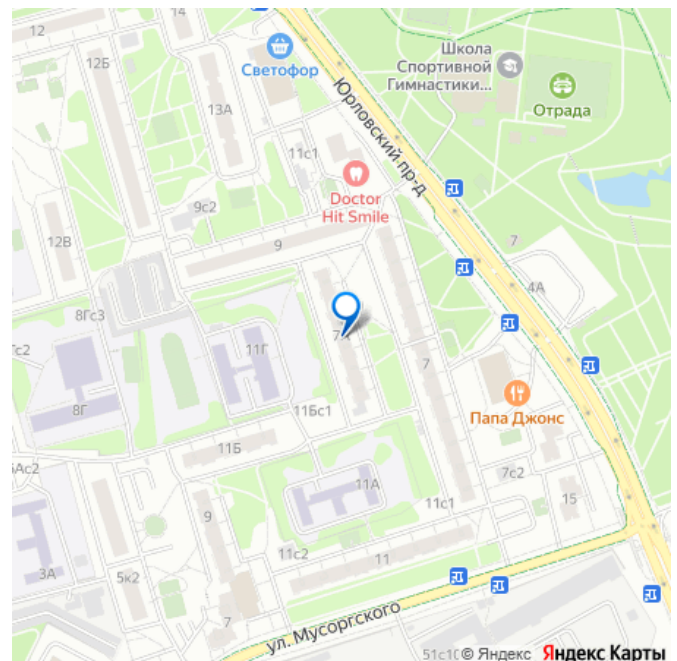 12
14
Светофор
Школа
Спортивной
Гимнастики...
Отрада
12Б
13А
Юрловский пр-д
11с1
Doctor
Hit Smile
9с2
12В
9
7
4А
8Гс3
11Г
7
8Г
11Бс1
Папа Джонс
11Б
7с2
15
11А
11с1
9
11с2
11
3А
5к2
7
ул. Мусоргского
© Яндекс Яндекс Карты